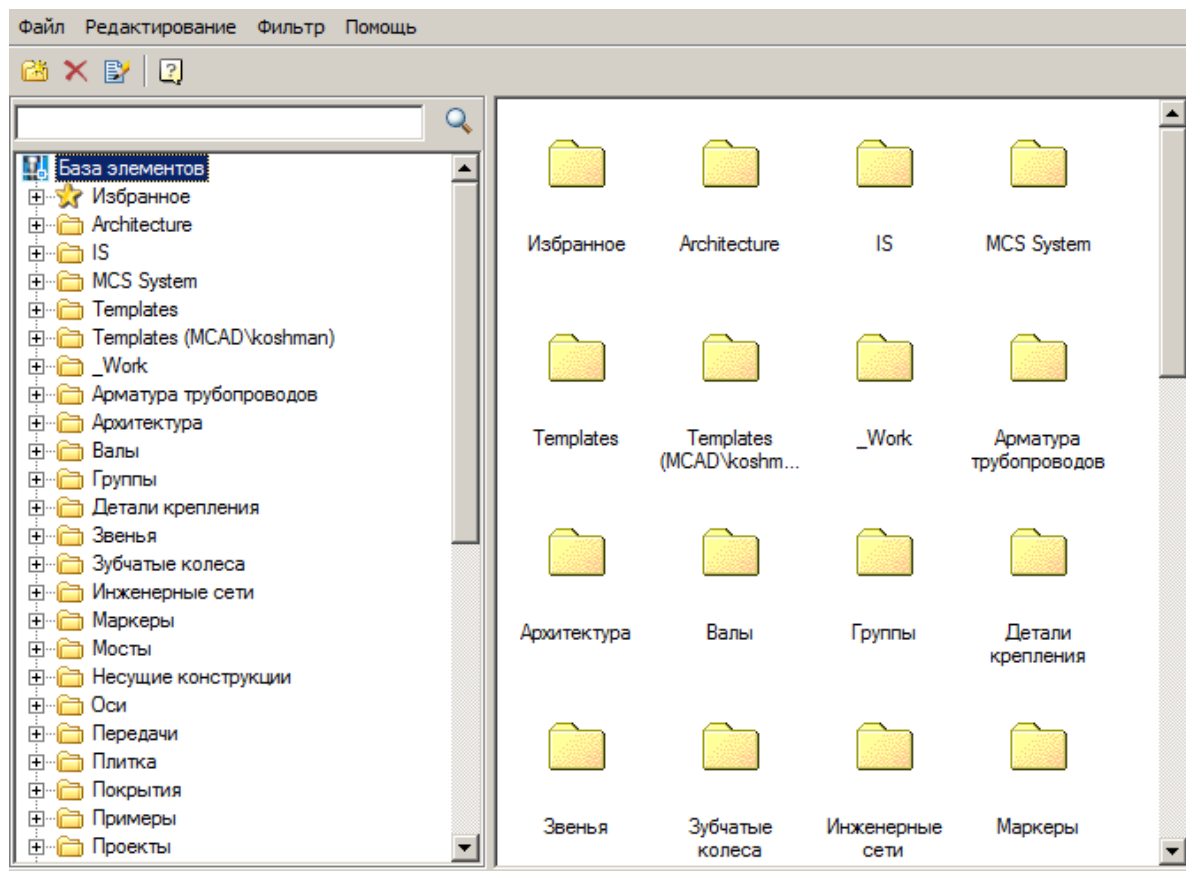 Файл Редактирование Фильтр Помощь
База элементов
Избранное
Architecture
IS
MCS System
Templates
Templates (MCAD\koshman)
_Work
Арматура трубопроводов
Архитектура
Валы
Группы
Детали крепления
Звенья
Зубчатые колеса
Инженерные сети
Маркеры
Мосты
Несущие конструкции
Оси
Передачи
Плитка
Покрытия
Примеры
Проекты
Избранное Architecture IS MCS System
Templates Templates _Work Арматура
(MCAD\koshm... трубопроводов
Архитектура Валы Группы Детали
крепления
Звенья Зубчатые Инженерные Маркеры
колеса сети